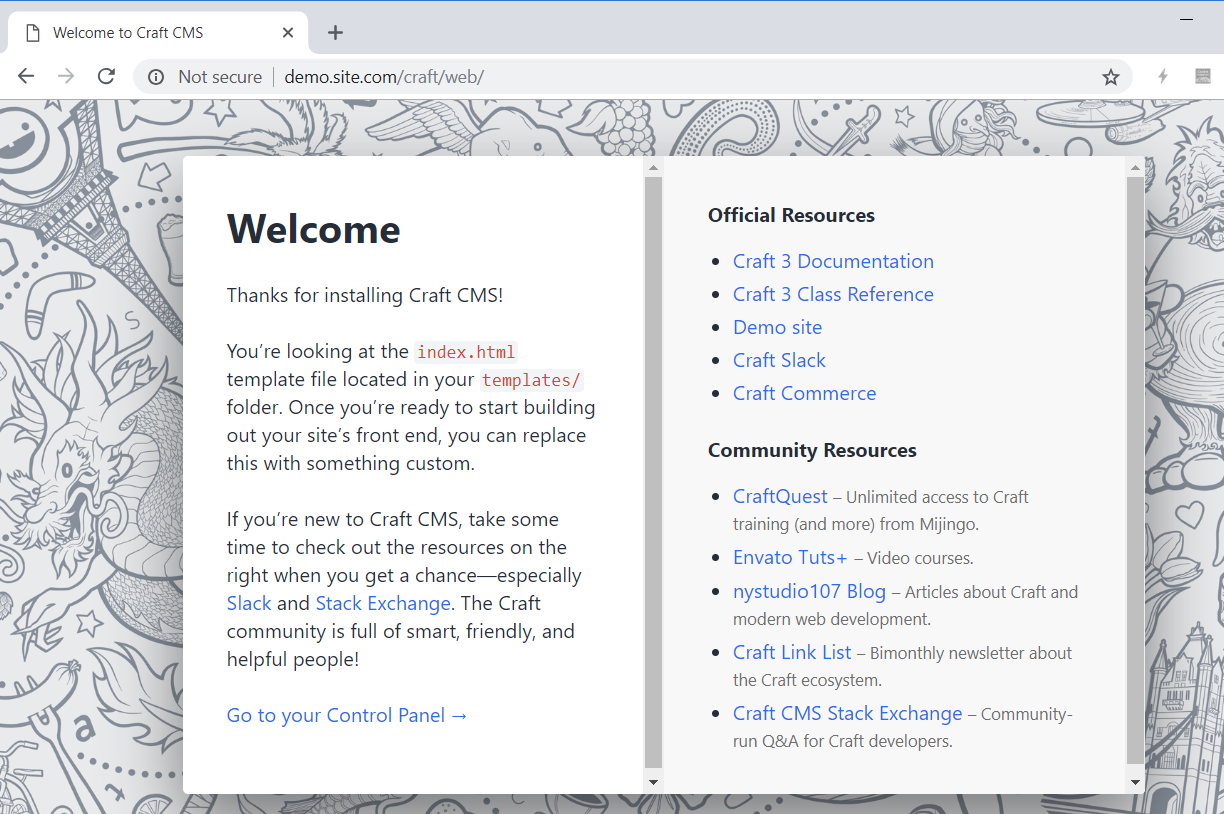 Welcome to Craft CMS
Not secure
demo.site.com/craft/web/
Welcome
Thanks for installing Craft CMS!
You’re looking at the index.html
template file located in your templates/
folder. Once you’re ready to start building
out your site’s front end, you can replace
this with something custom.
If you’re new to Craft CMS, take some
time to check out the resources on the
right when you get a chance—especially
Slack and Stack Exchange. The Craft
community is full of smart, friendly, and
helpful people!
Go to your Control Panel →
Official Resources
Craft 3 Documentation
Craft 3 Class Reference
Demo site
Craft Slack
Craft Commerce
Community Resources
CraftQuest – Unlimited access to Craft
training (and more) from Mijingo.
Envato Tuts+ – Video courses.
nystudio107 Blog – Articles about Craft and
modern web development.
Craft Link List – Bimonthly newsletter about
the Craft ecosystem.
Craft CMS Stack Exchange – Community-
run Q&A for Craft developers.